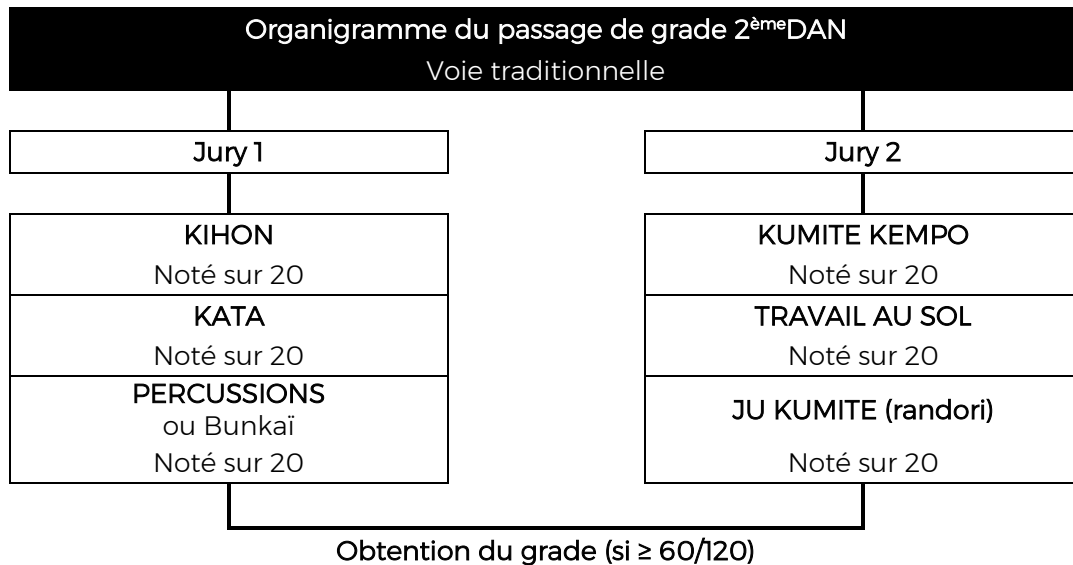 Organigramme du passage de grade 2èmeDAN
Voie traditionnelle
Jury 1
KIHON
Noté sur 20
KATA
Noté sur 20
PERCUSSIONS
ou Bunkaï
Noté sur 20
Jury 2
KUMITE KEMPO
Noté sur 20
TRAVAIL AU SOL
Noté sur 20
JU KUMITE (randori)
Noté sur 20
Obtention du grade (si ≥ 60/120)